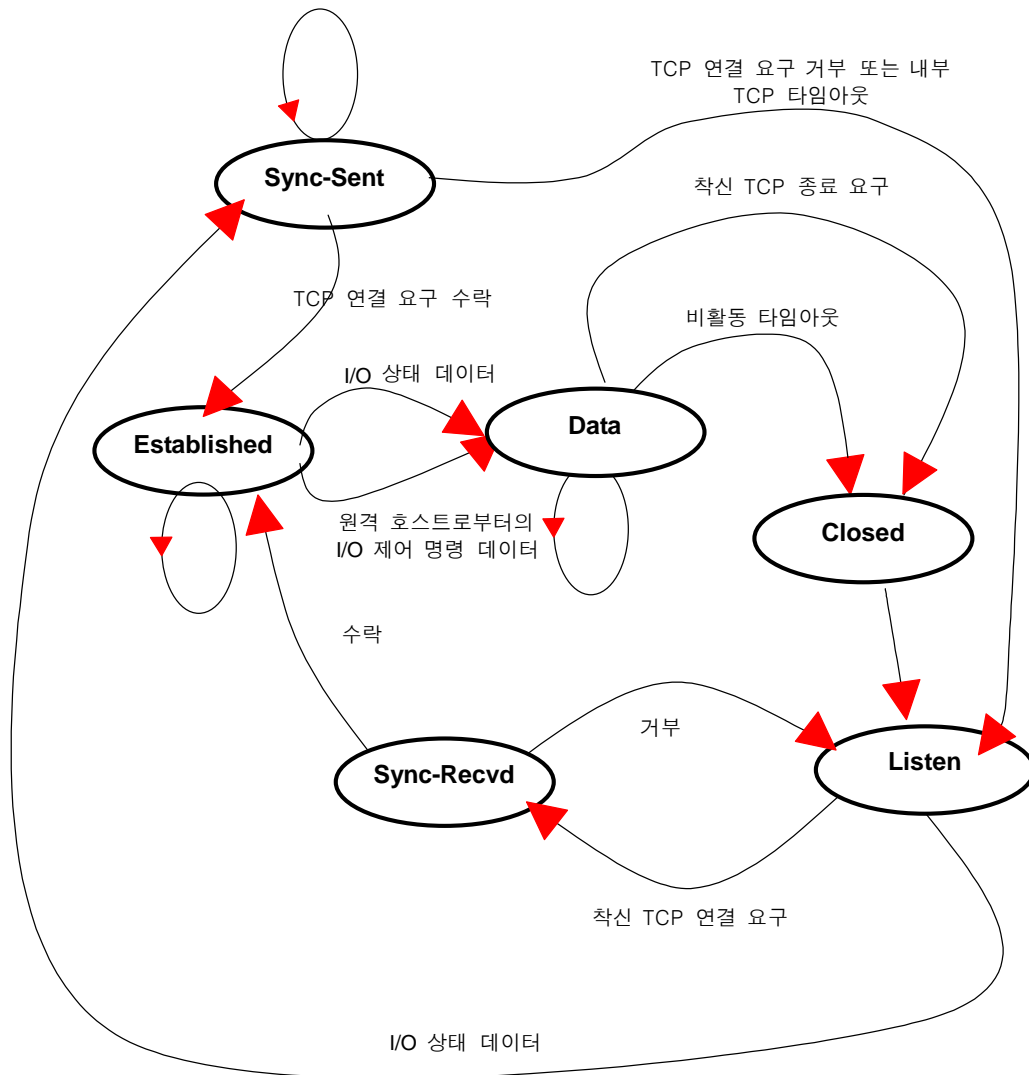 TCP 연결 요구 거부 또는 내부
TCP 타임아웃
Sync-Sent
착신 TCP 종료 요구
TCP 연결 요구 수락
비활동 타임아웃
I/O 상태 데이터
Data
Established
원격 호스트로부터의
I/O 제어 명령 데이터
Closed
수락
거부
Listen
Sync-Recvd
착신 TCP 연결 요구
I/O 상태 데이터